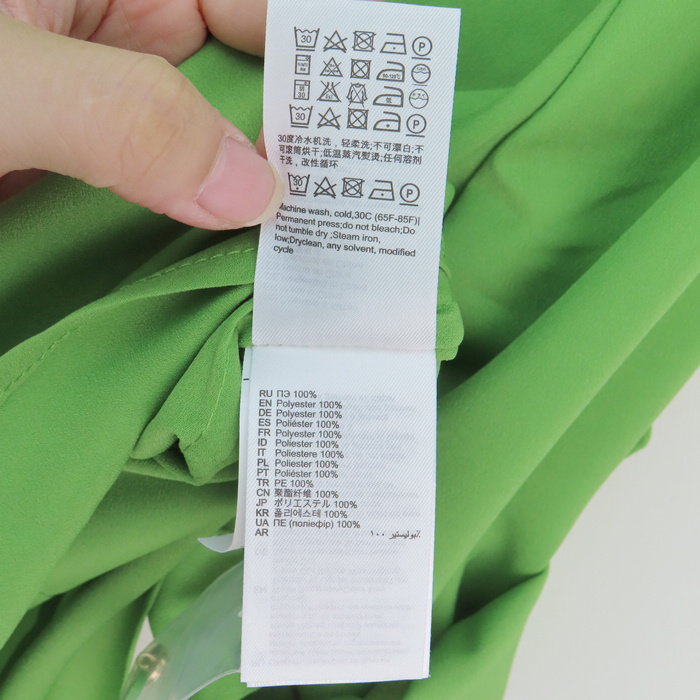 30度冷水机洗，轻柔洗;不可漂白;不
可滚筒烘干;低温蒸汽熨烫;任何溶剂
干洗，改性循环
Machine wash, cold,30C (65F-85F)|
Permanent press;do not bleach;Do
not tumble dry ;Steam iron,
low;Dryclean, any solvent, modified
cycle
RU ПЭ 100%
EN Polyester 100%
DE Polyester 100%
ES Poliéster 100%
FR Polyester 100%
ID Poliester 100%
IT Poliestere 100%
PL Poliester 100%
PT Poliéster 100%
TR PE 100%
CN 聚酯纤维 100%
JP ポリエステル 100%
KR 폴리에스테 100%
UA ПЕ (поліефір) 100%
AR ٪بوليستير ١٠٠